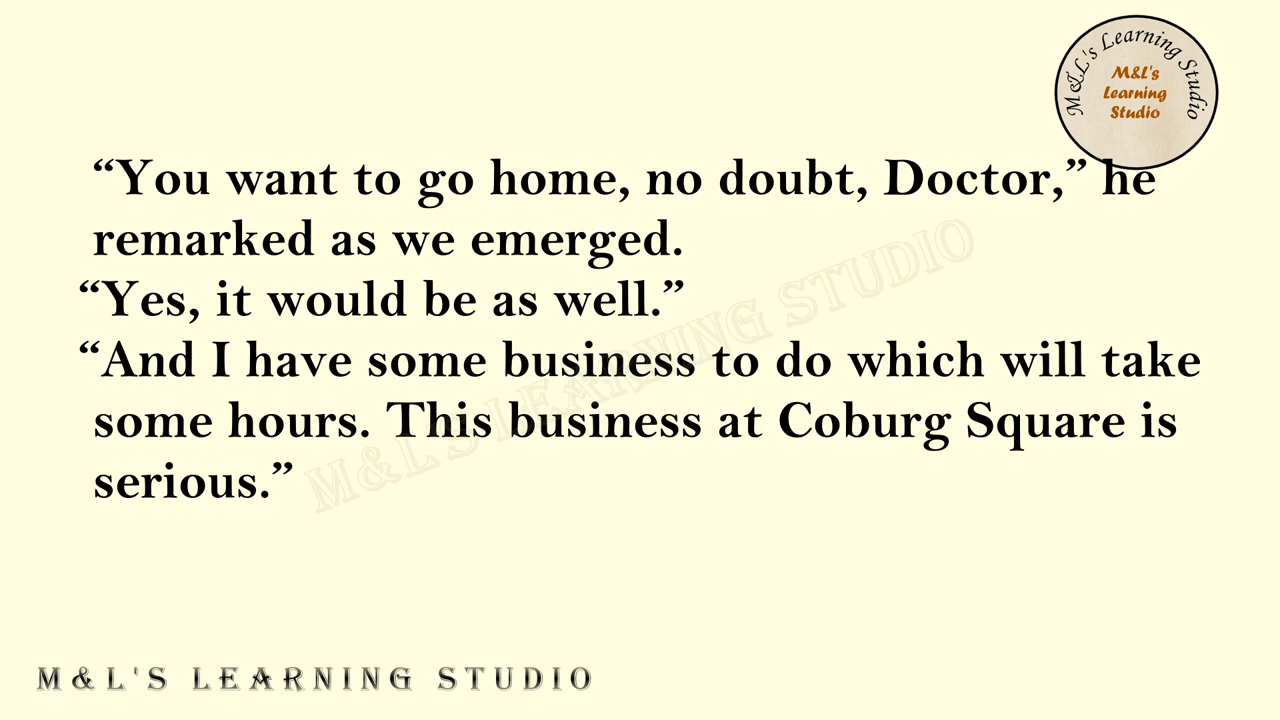 M&L's Learning Studio
M&L's
Learning
Studio
“You want to go home, no doubt, Doctor,” he
remarked as we emerged.
“Yes, it would be as well.”
“And I have some business to do which will take
some hours. This business at Coburg Square is
serious.”
M&L'S LEARNING STUDIO
M&L'S LEARNING STUDIO